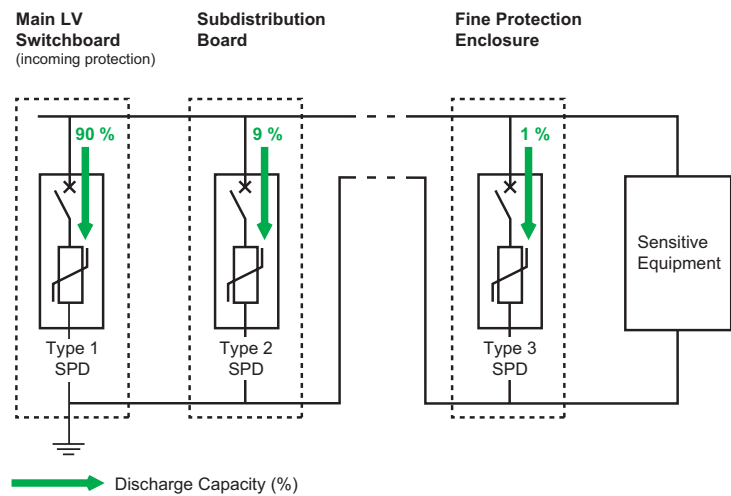 Main LV
Switchboard
(incoming protection)
Subdistribution
Board
Fine Protection
Enclosure
90 %
9 %
1 %
Sensitive
Equipment
Type 1
SPD
Type 2
SPD
Type 3
SPD
Discharge Capacity (%)